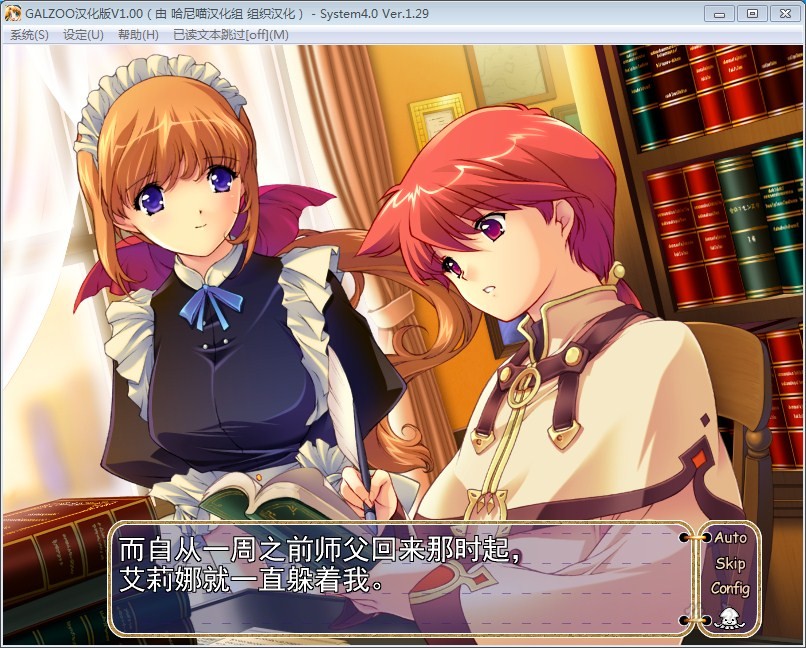 GALZOO汉化版V1.00（由 哈尼喵汉化组 组织汉化） - System4.0 Ver.1.29
系统(S) 设定(U) 帮助(H) 已读文本跳过[off](M)
而自从一周之前师父回来那时起，
艾莉娜就一直躲着我。
Auto
Skip
Config